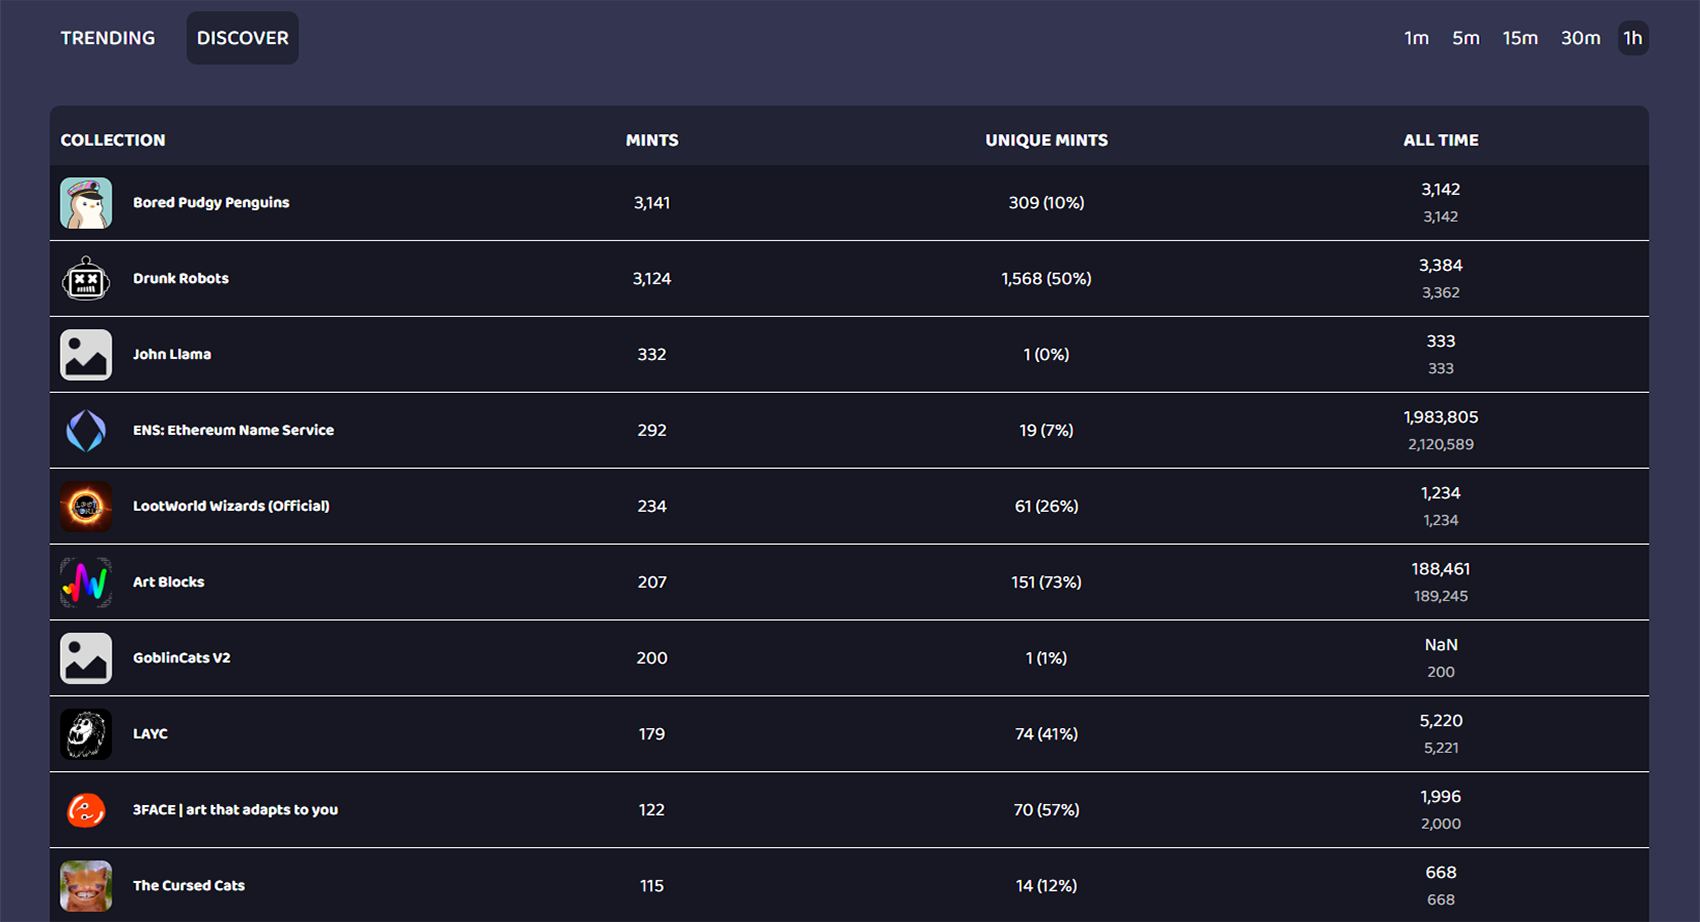 TRENDING DISCOVER 1m 5m 15m 30m 1h
COLLECTION MINTS UNIQUE MINTS ALL TIME
Bored Pudgy Penguins 3,141 309 (10%) 3,142
3,142
Drunk Robots 3,124 1,568 (50%) 3,384
3,362
John Llama 332 1 (0%) 333
333
ENS: Ethereum Name Service 292 19 (7%) 1,983,805
2,120,589
LootWorld Wizards (Official) 234 61 (26%) 1,234
1,234
Art Blocks 207 151 (73%) 188,461
189,245
GoblinCats V2 200 1 (1%) NaN
200
LAYC 179 74 (41%) 5,220
5,221
3FACE | art that adapts to you 122 70 (57%) 1,996
2,000
The Cursed Cats 115 14 (12%) 668
668